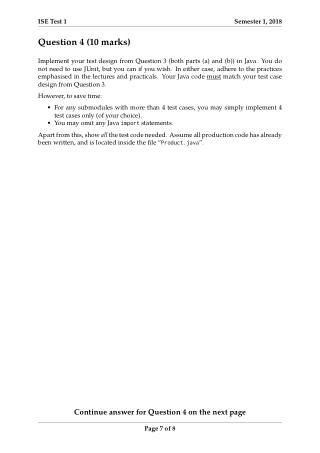 ISE Test 1 Semester 1, 2018
Question 4 (10 marks)
Implement your test design from Question 3 (both parts (a) and (b)) in Java. You do
not need to use JUnit, but you can if you wish. In either case, adhere to the practices
emphasised in the lectures and practicals. Your Java code must match your test case
design from Question 3.
However, to save time:
• For any submodules with more than 4 test cases, you may simply implement 4
test cases only (of your choice).
• You may omit any Java import statements.
Apart from this, show all the test code needed. Assume all production code has already
been written, and is located inside the file "Product.java".
Continue answer for Question 4 on the next page
Page 7 of 8